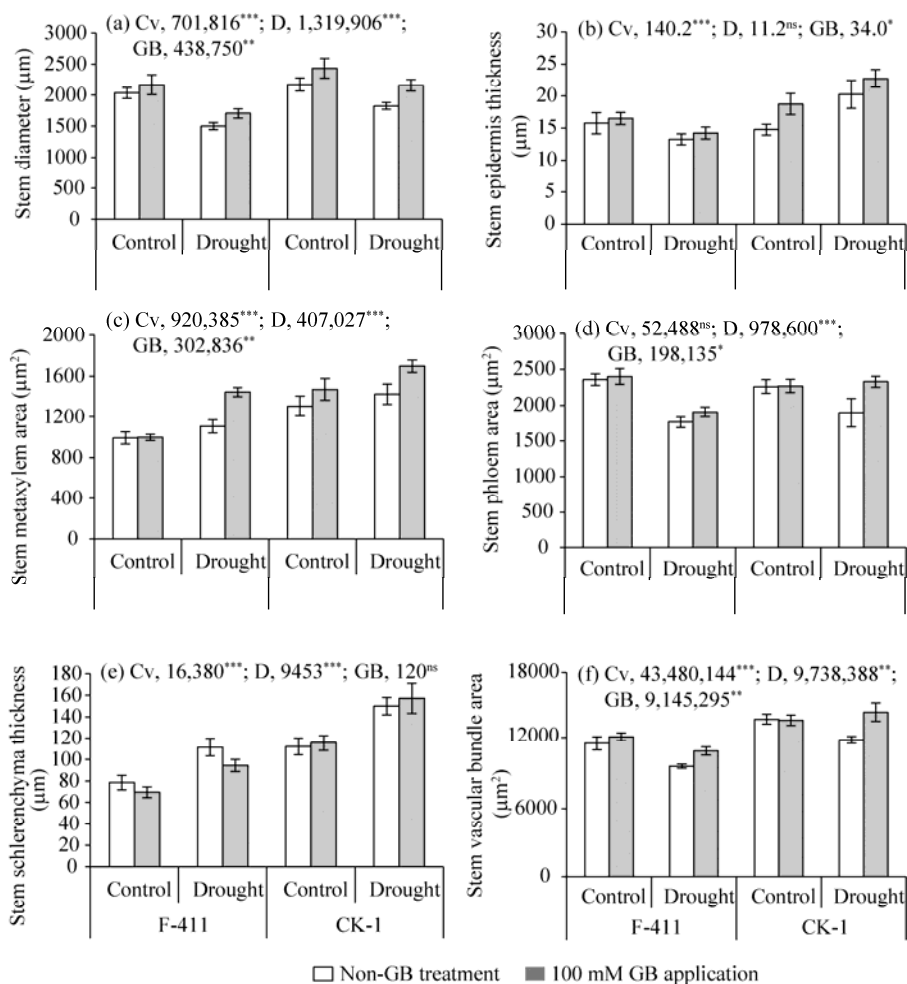 (a) Cv, 701,816***; D, 1,319,906***;
GB, 438,750**
Stem diameter (μm)
2500
2000
1500
1000
500
0
Control
Drought
Control
Drought
(b) Cv, 140.2***; D, 11.2ns; GB, 34.0*
Stem epidermis thickness
(μm)
30
25
20
15
10
5
0
Control
Drought
Control
Drought
(c) Cv, 920,385***; D, 407,027***;
GB, 302,836**
Stem metaxylem area (μm²)
2000
1600
1200
800
400
0
Control
Drought
Control
Drought
(d) Cv, 52,488ns; D, 978,600***;
GB, 198,135*
Stem phloem area (μm²)
3000
2500
2000
1500
1000
500
0
Control
Drought
Control
Drought
(e) Cv, 16,380***; D, 9453***; GB, 120ns
Stem schlerenchyma thickness
(μm)
180
160
140
120
100
80
60
40
20
0
Control
Drought
Control
Drought
F-411
CK-1
(f) Cv, 43,480,144***; D, 9,738,388**;
GB, 9,145,295**
Stem vascular bundle area
(μm²)
18000
12000
6000
0
Control
Drought
Control
Drought
F-411
CK-1
Non-GB treatment
100 mM GB application